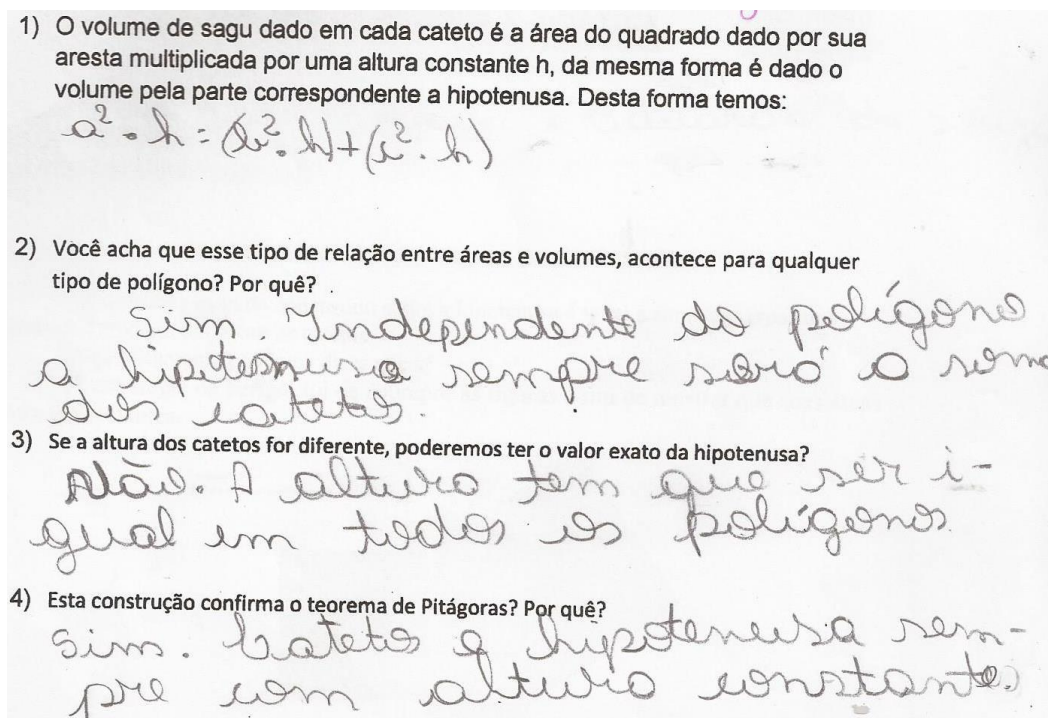 1) O volume de sagu dado em cada cateto é a área do quadrado dado por sua
aresta multiplicada por uma altura constante h, da mesma forma é dado o
volume pela parte correspondente a hipotenusa. Desta forma temos:
a² . h = (b² . h) + (c² . h)
2) Você acha que esse tipo de relação entre áreas e volumes, acontece para qualquer
tipo de polígono? Por quê? .
Sim. Independente do polígono
a hipotenusa sempre será a soma
dos catetos.
3) Se a altura dos catetos for diferente, poderemos ter o valor exato da hipotenusa?
Não. A altura tem que ser i-
gual em todos os polígonos.
4) Esta construção confirma o teorema de Pitágoras? Por quê?
Sim. Cateto e hipotenusa sem-
pre com altura constante.